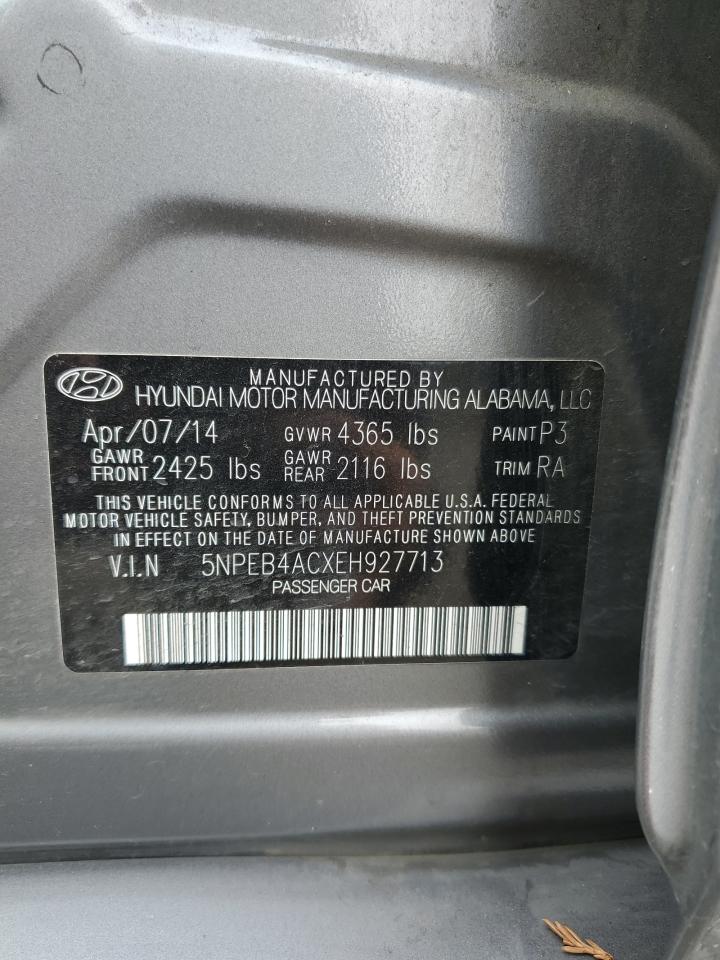 MANUFACTURED BY
HYUNDAI MOTOR MANUFACTURING ALABAMA, LLC
Apr/07/14 GVWR 4365 lbs PAINT P3
GAWR FRONT 2425 lbs GAWR REAR 2116 lbs TRIM RA
THIS VEHICLE CONFORMS TO ALL APPLICABLE U.S.A. FEDERAL
MOTOR VEHICLE SAFETY, BUMPER, AND THEFT PREVENTION STANDARDS
IN EFFECT ON THE DATE OF MANUFACTURE SHOWN ABOVE.
V.I.N 5NPEB4ACXEH927713
PASSENGER CAR